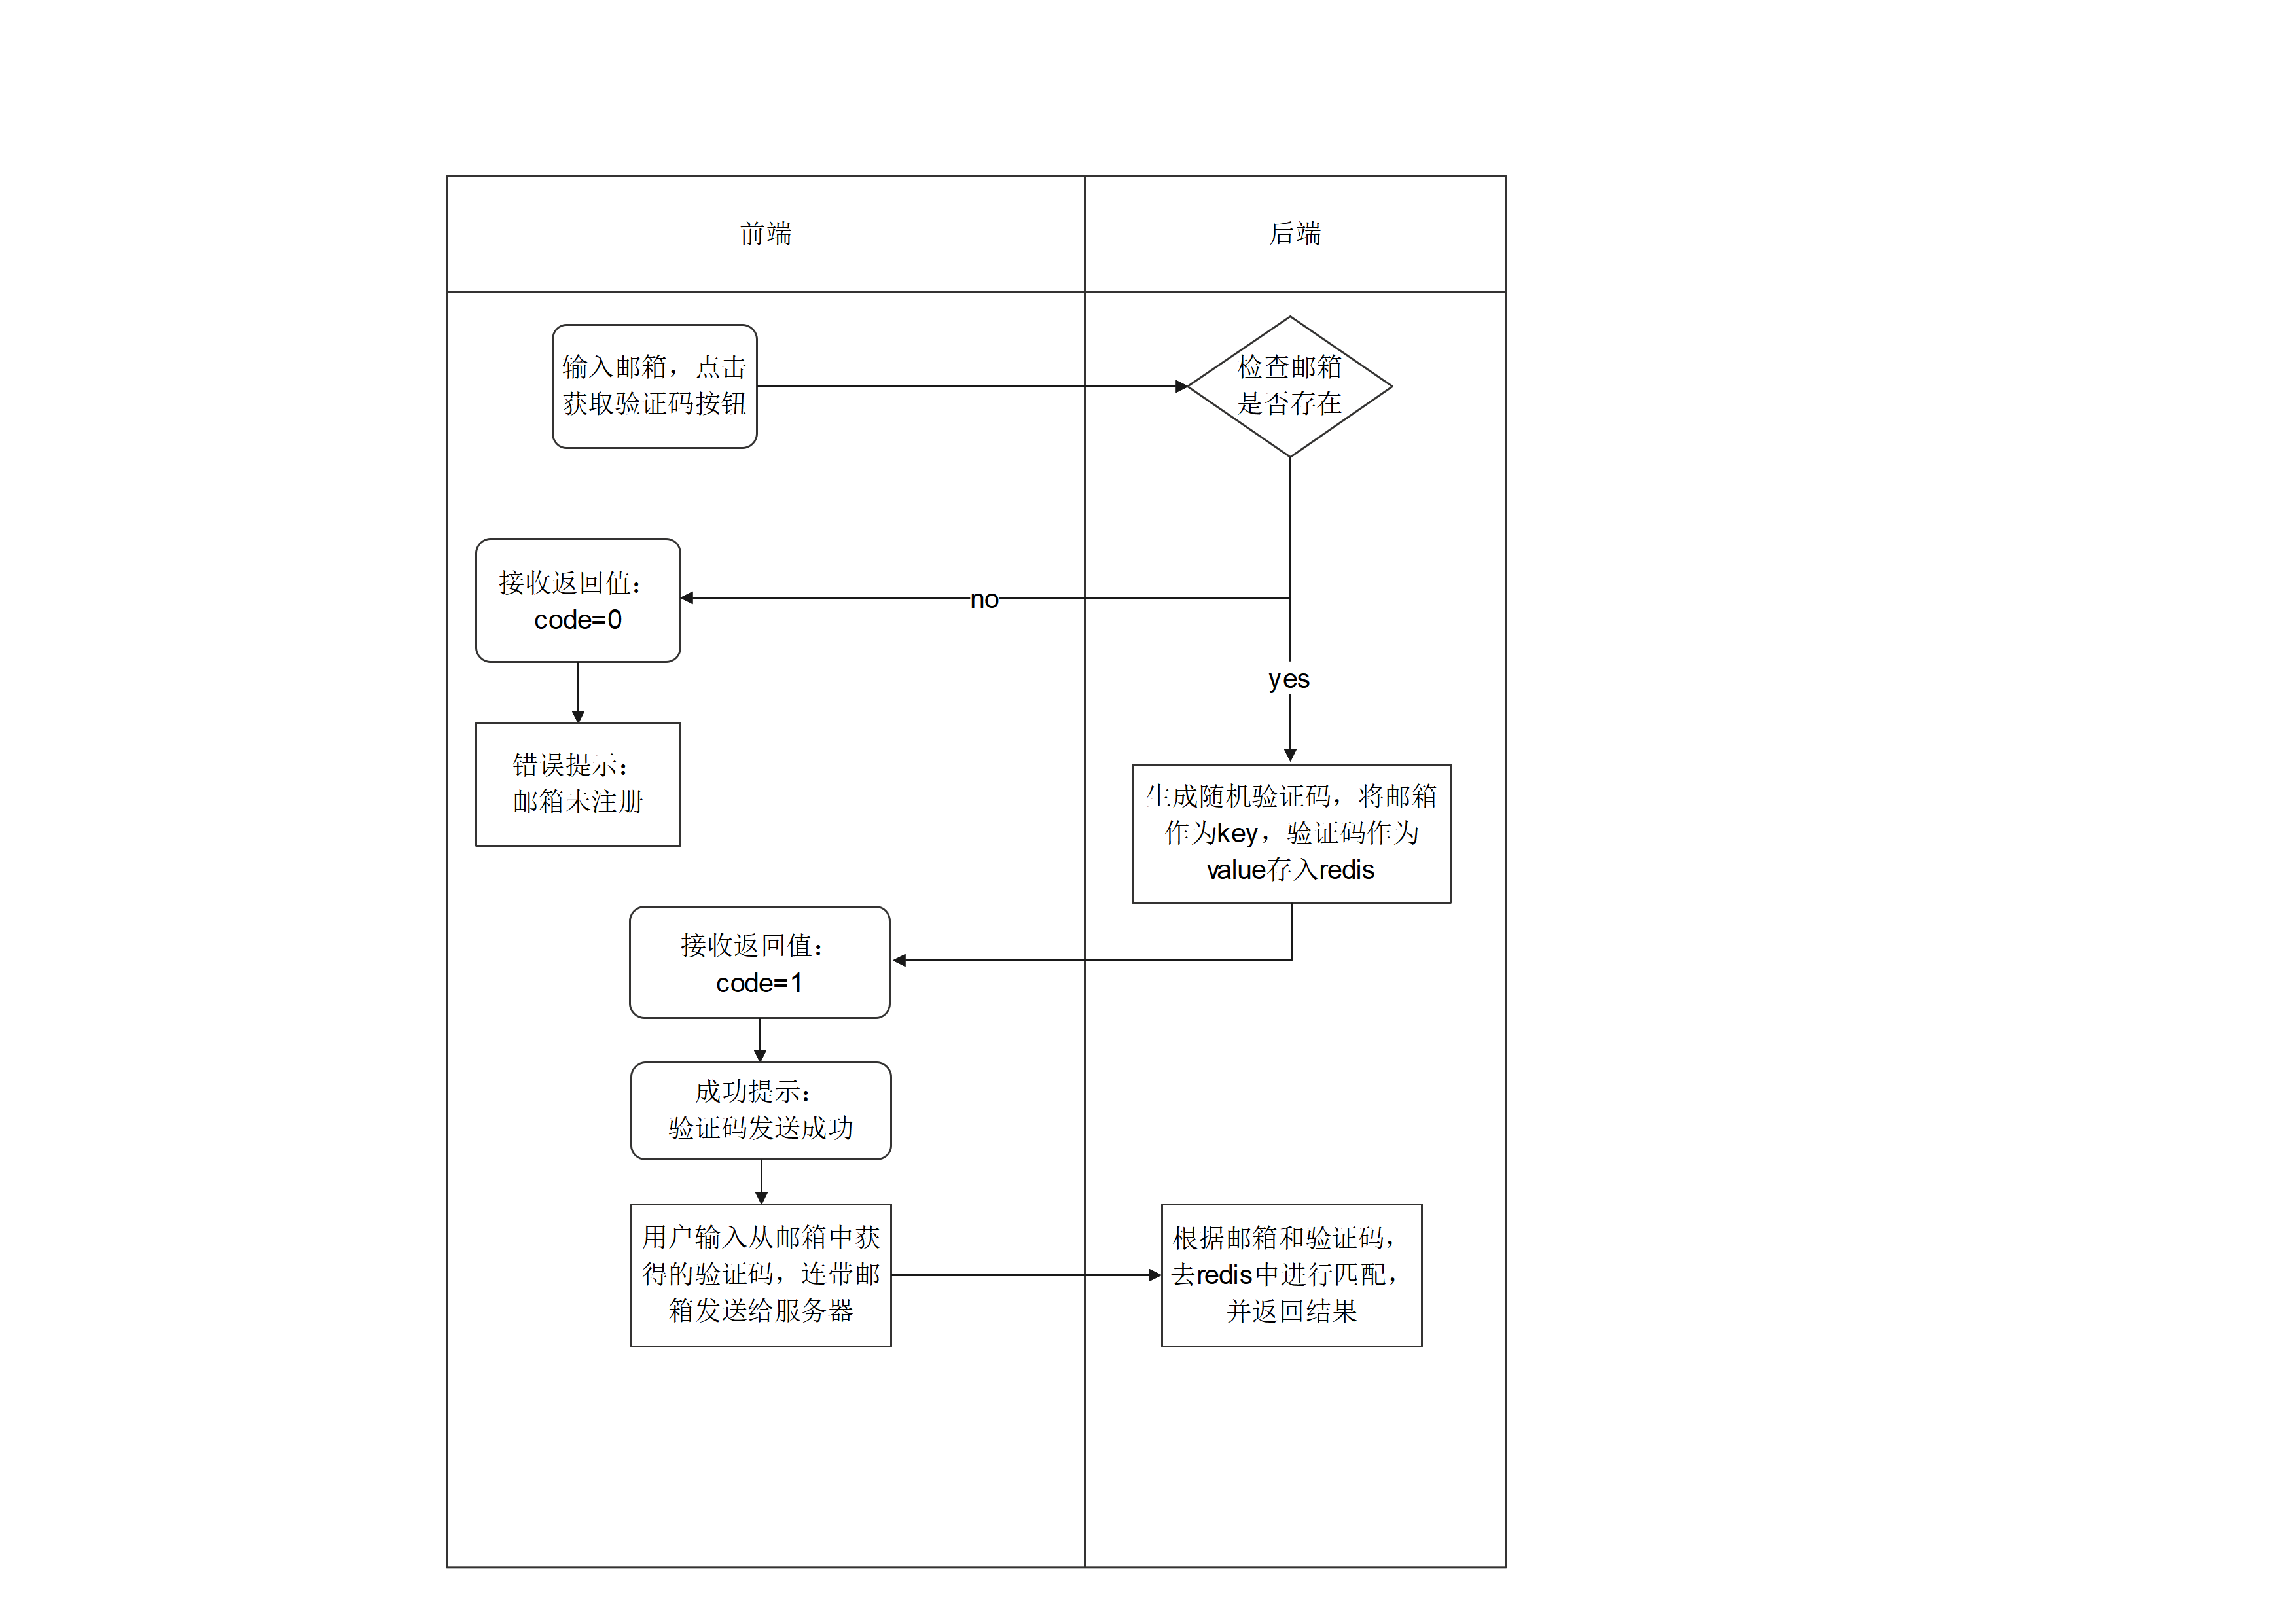 前端
后端
输入邮箱，点击
获取验证码按钮
检查邮箱
是否存在
接收返回值：
code=0
no
yes
错误提示：
邮箱未注册
生成随机验证码，将邮箱
作为key，验证码作为
value存入redis
接收返回值：
code=1
成功提示：
验证码发送成功
用户输入从邮箱中获
得的验证码，连带邮
箱发送给服务器
根据邮箱和验证码，
去redis中进行匹配，
并返回结果